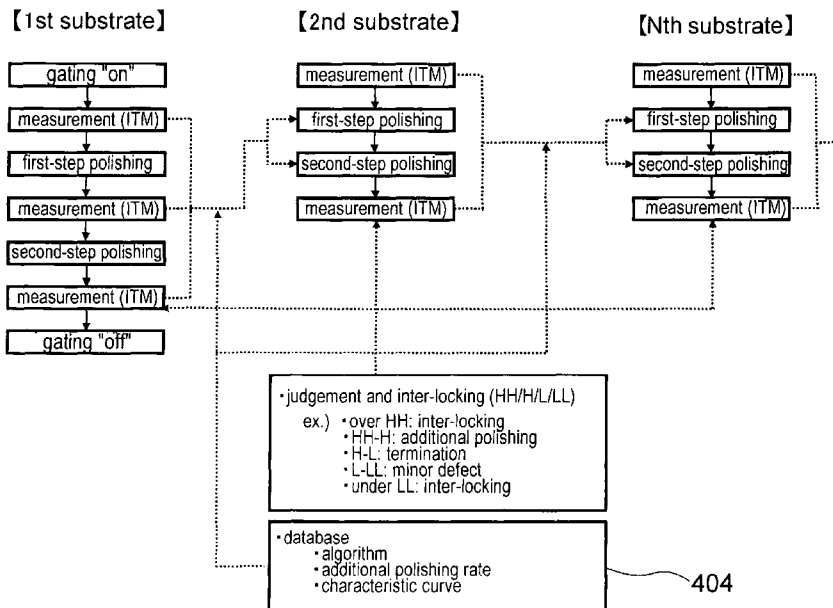 【1st substrate】
gating "on"
measurement (ITM)
first-step polishing
measurement (ITM)
second-step polishing
measurement (ITM)
gating "off"
【2nd substrate】
measurement (ITM)
first-step polishing
second-step polishing
measurement (ITM)
【Nth substrate】
measurement (ITM)
first-step polishing
second-step polishing
measurement (ITM)
・judgement and inter-locking (HH/H/L/LL)
ex.) ・over HH: inter-locking
・HH-H: additional polishing
・H-L: termination
・L-LL: minor defect
・under LL: inter-locking
・database
・algorithm
・additional polishing rate
・characteristic curve
404